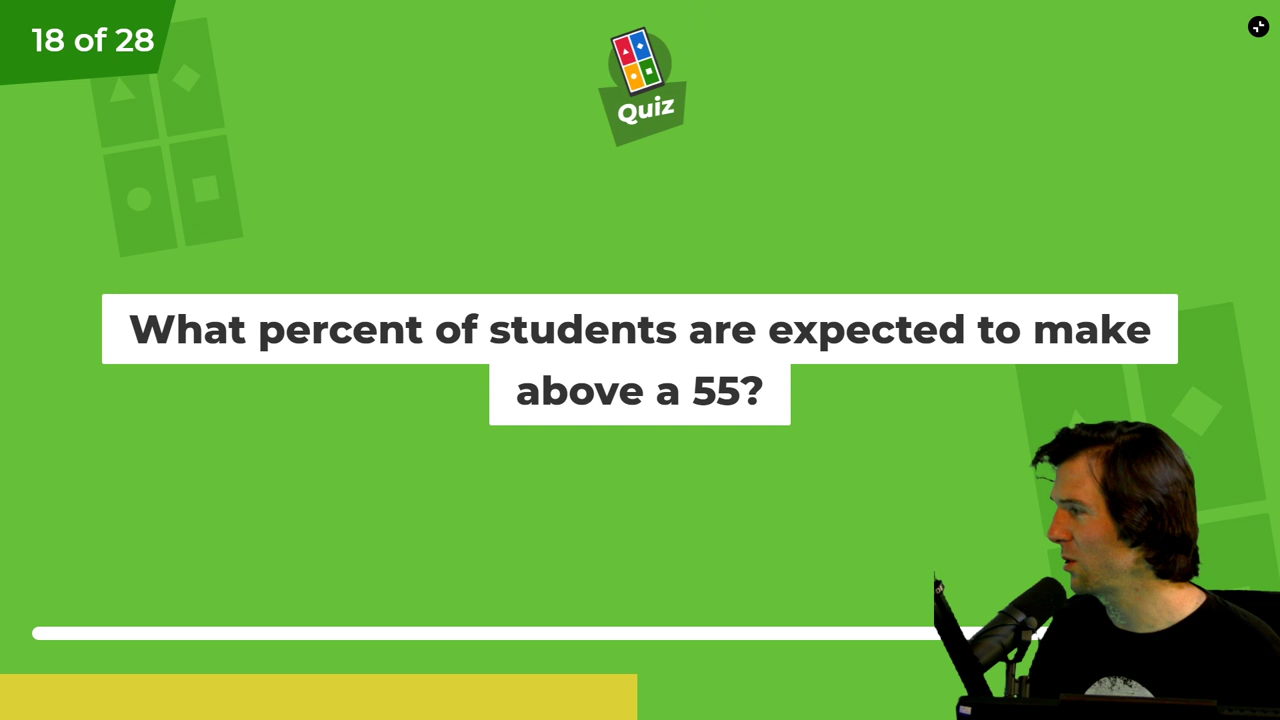 18 of 28
Quiz
What percent of students are expected to make
above a 55?